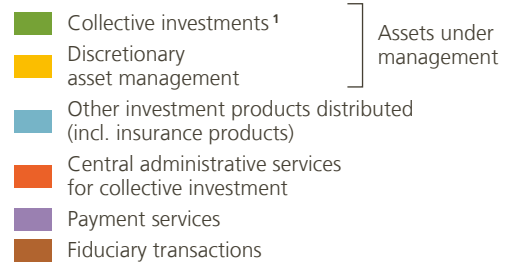 Collective investments¹
Assets under
management
Discretionary
asset management
Other investment products distributed
(incl. insurance products)
Central administrative services
for collective investment
Payment services
Fiduciary transactions